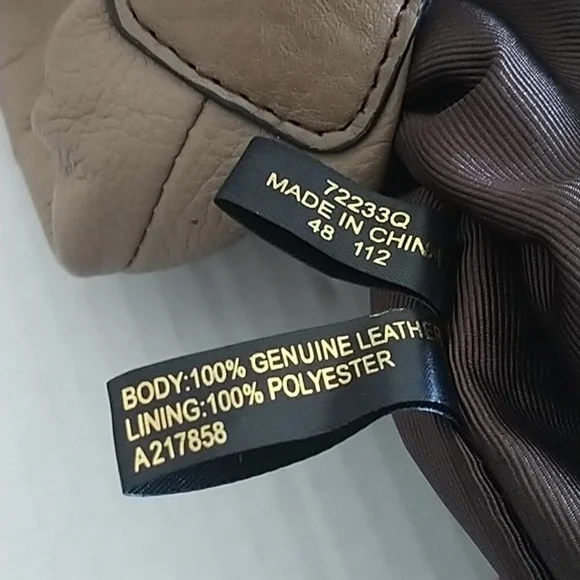 72233Q
MADE IN CHINA
48 112
BODY:100% GENUINE LEATHER
LINING:100% POLYESTER
A217858